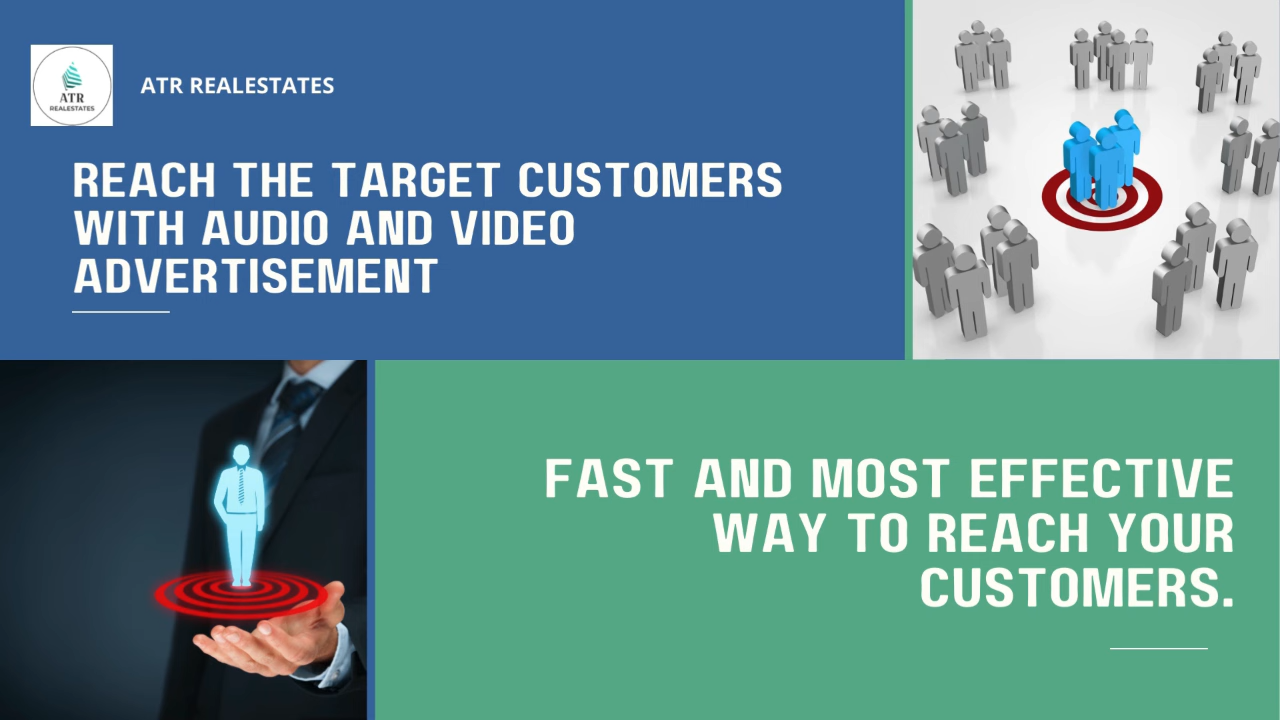 ATR
REALESTATES
ATR REALESTATES
REACH THE TARGET CUSTOMERS
WITH AUDIO AND VIDEO
ADVERTISEMENT
FAST AND MOST EFFECTIVE
WAY TO REACH YOUR
CUSTOMERS.